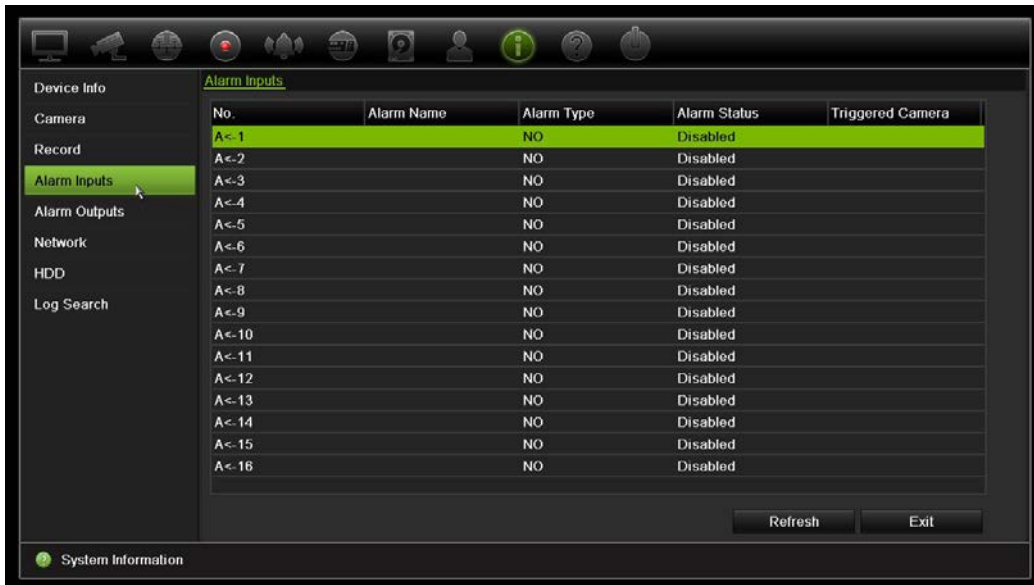 Device Info
Camera
Record
Alarm Inputs
Alarm Outputs
Network
HDD
Log Search
Alarm Inputs
No. Alarm Name Alarm Type Alarm Status Triggered Camera
A<-1 NO Disabled
A<-2 NO Disabled
A<-3 NO Disabled
A<-4 NO Disabled
A<-5 NO Disabled
A<-6 NO Disabled
A<-7 NO Disabled
A<-8 NO Disabled
A<-9 NO Disabled
A<-10 NO Disabled
A<-11 NO Disabled
A<-12 NO Disabled
A<-13 NO Disabled
A<-14 NO Disabled
A<-15 NO Disabled
A<-16 NO Disabled
Refresh Exit
System Information